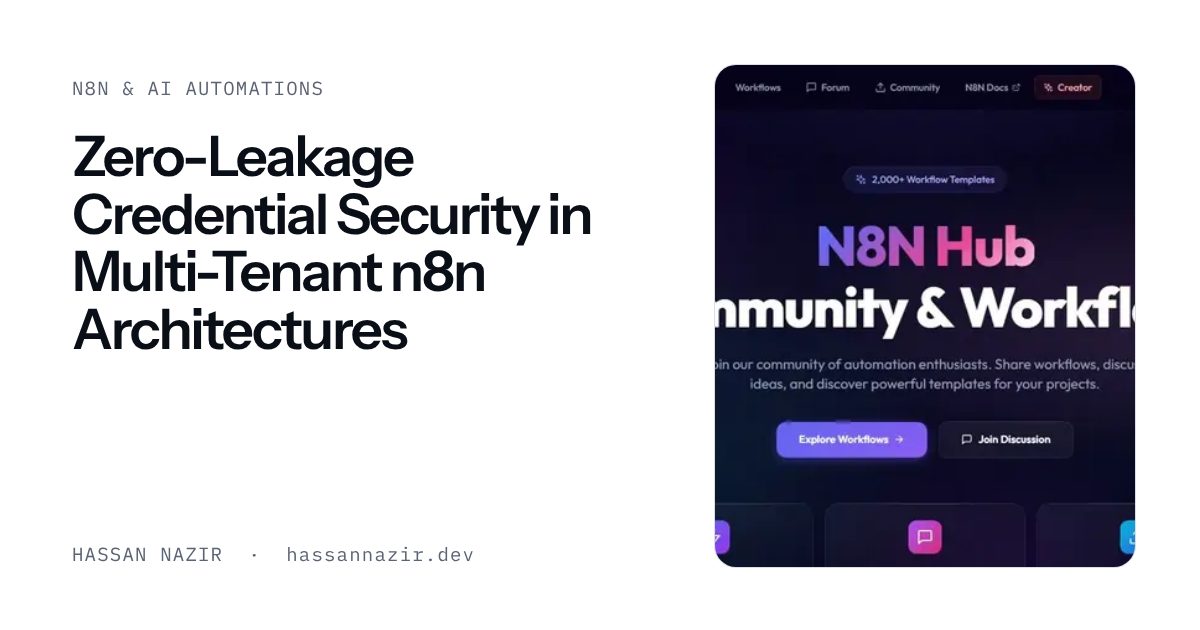 N8N & AI AUTOMATIONS
Zero-Leakage
Credential Security in
Multi-Tenant n8n
Architectures
HASSAN NAZIR · hassannazir.dev
Workflows Forum Community N8N Docs Creator
2,000+ Workflow Templates
N8N Hub
mmunity & Workfl
oin our community of automation enthusiasts. Share workflows, discu
ideas, and discover powerful templates for your projects.
Explore Workflows → Join Discussion